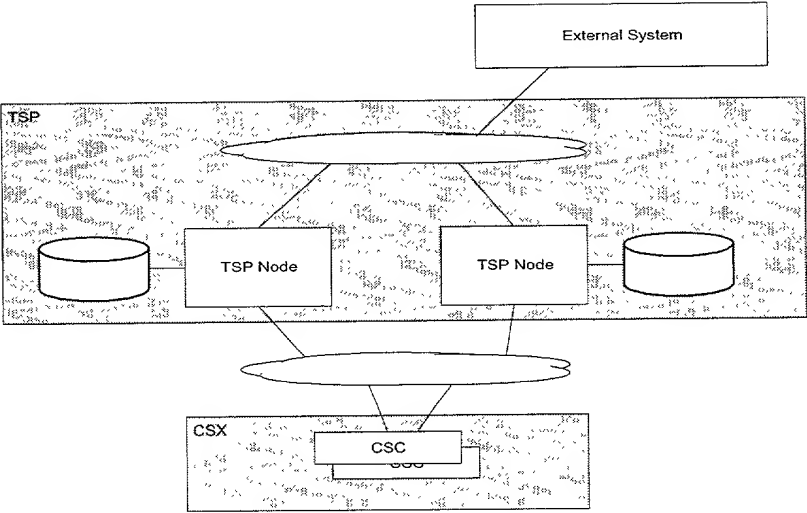 External System
TSP
TSP Node
TSP Node
CSX
CSC